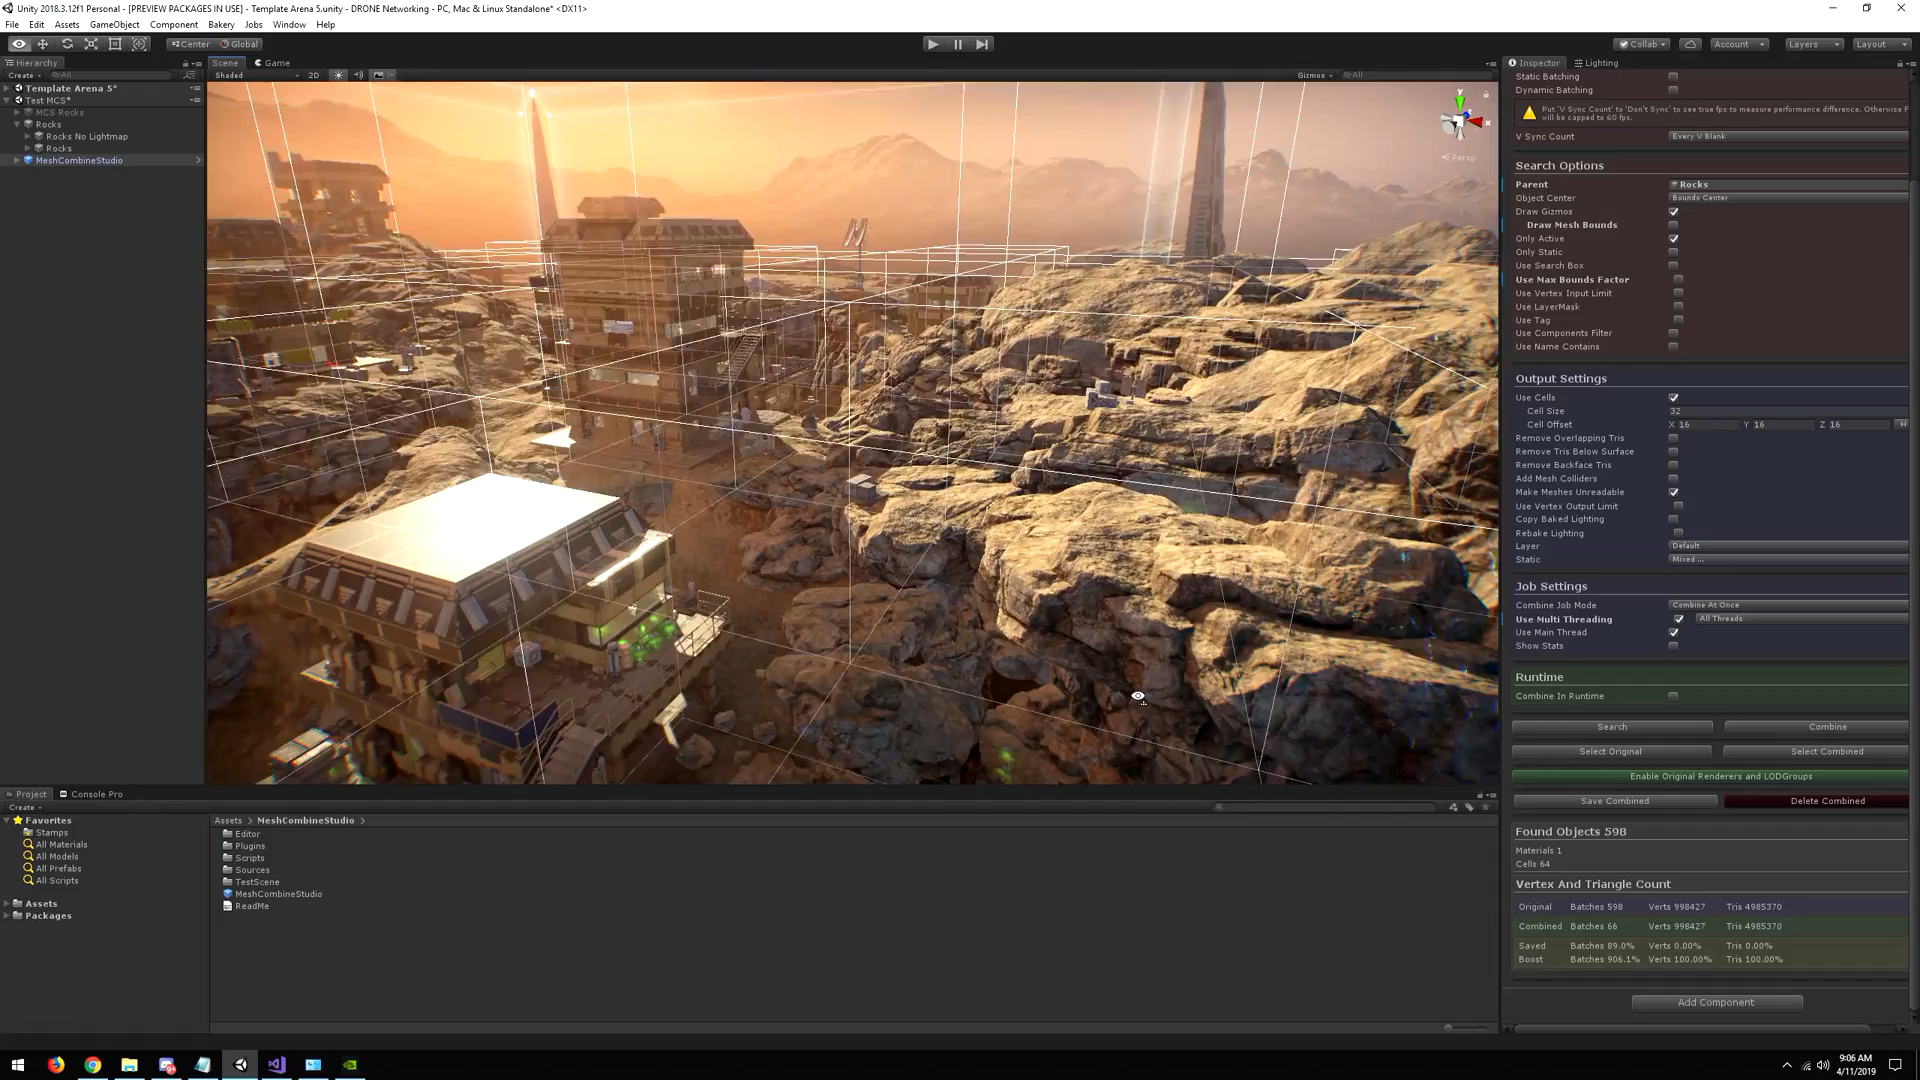 Unity 2018.3.12f1 Personal - [PREVIEW PACKAGES IN USE] - Template Arena 5.unity - DRONE Networking - PC, Mac & Linux Standalone* <DX11>
File Edit Assets GameObject Component Bakery Jobs Window Help
Center Global
Collab Account Layers Layout
Hierarchy
Create All
Template Arena 5*
Test MCS*
MCS Rocks
Rocks
Rocks No Lightmap
Rocks
MeshCombineStudio
Scene Game
Shaded 2D Gizmos All
y
x
Persp
Inspector Lighting
Static Batching
Dynamic Batching
Put 'V Sync Count' to 'Don't Sync' to see true fps to measure performance difference. Otherwise F
will be capped to 60 fps.
V Sync Count Every V Blank
Search Options
Parent Rocks
Object Center Bounds Center
Draw Gizmos
Draw Mesh Bounds
Only Active
Only Static
Use Search Box
Use Max Bounds Factor
Use Vertex Input Limit
Use LayerMask
Use Tag
Use Components Filter
Use Name Contains
Output Settings
Use Cells
Cell Size 32
Cell Offset X 16 Y 16 Z 16 H
Remove Overlapping Tris
Remove Tris Below Surface
Remove Backface Tris
Add Mesh Colliders
Make Meshes Unreadable
Use Vertex Output Limit
Copy Baked Lighting
Rebake Lighting
Layer Default
Static Mixed ...
Job Settings
Combine Job Mode Combine At Once
Use Multi Threading All Threads
Use Main Thread
Show Stats
Runtime
Combine In Runtime
Search Combine
Select Original Select Combined
Enable Original Renderers and LODGroups
Save Combined Delete Combined
Found Objects 598
Materials 1
Cells 64
Vertex And Triangle Count
Original Batches 598 Verts 998427 Tris 4985370
Combined Batches 66 Verts 998427 Tris 4985370
Saved Batches 89.0% Verts 0.00% Tris 0.00%
Boost Batches 906.1% Verts 100.00% Tris 100.00%
Add Component
Project Console Pro
Create
Favorites
Stamps
All Materials
All Models
All Prefabs
All Scripts
Assets
Packages
Assets > MeshCombineStudio >
Editor
Plugins
Scripts
Sources
TestScene
MeshCombineStudio
ReadMe
9:06 AM
4/11/2019